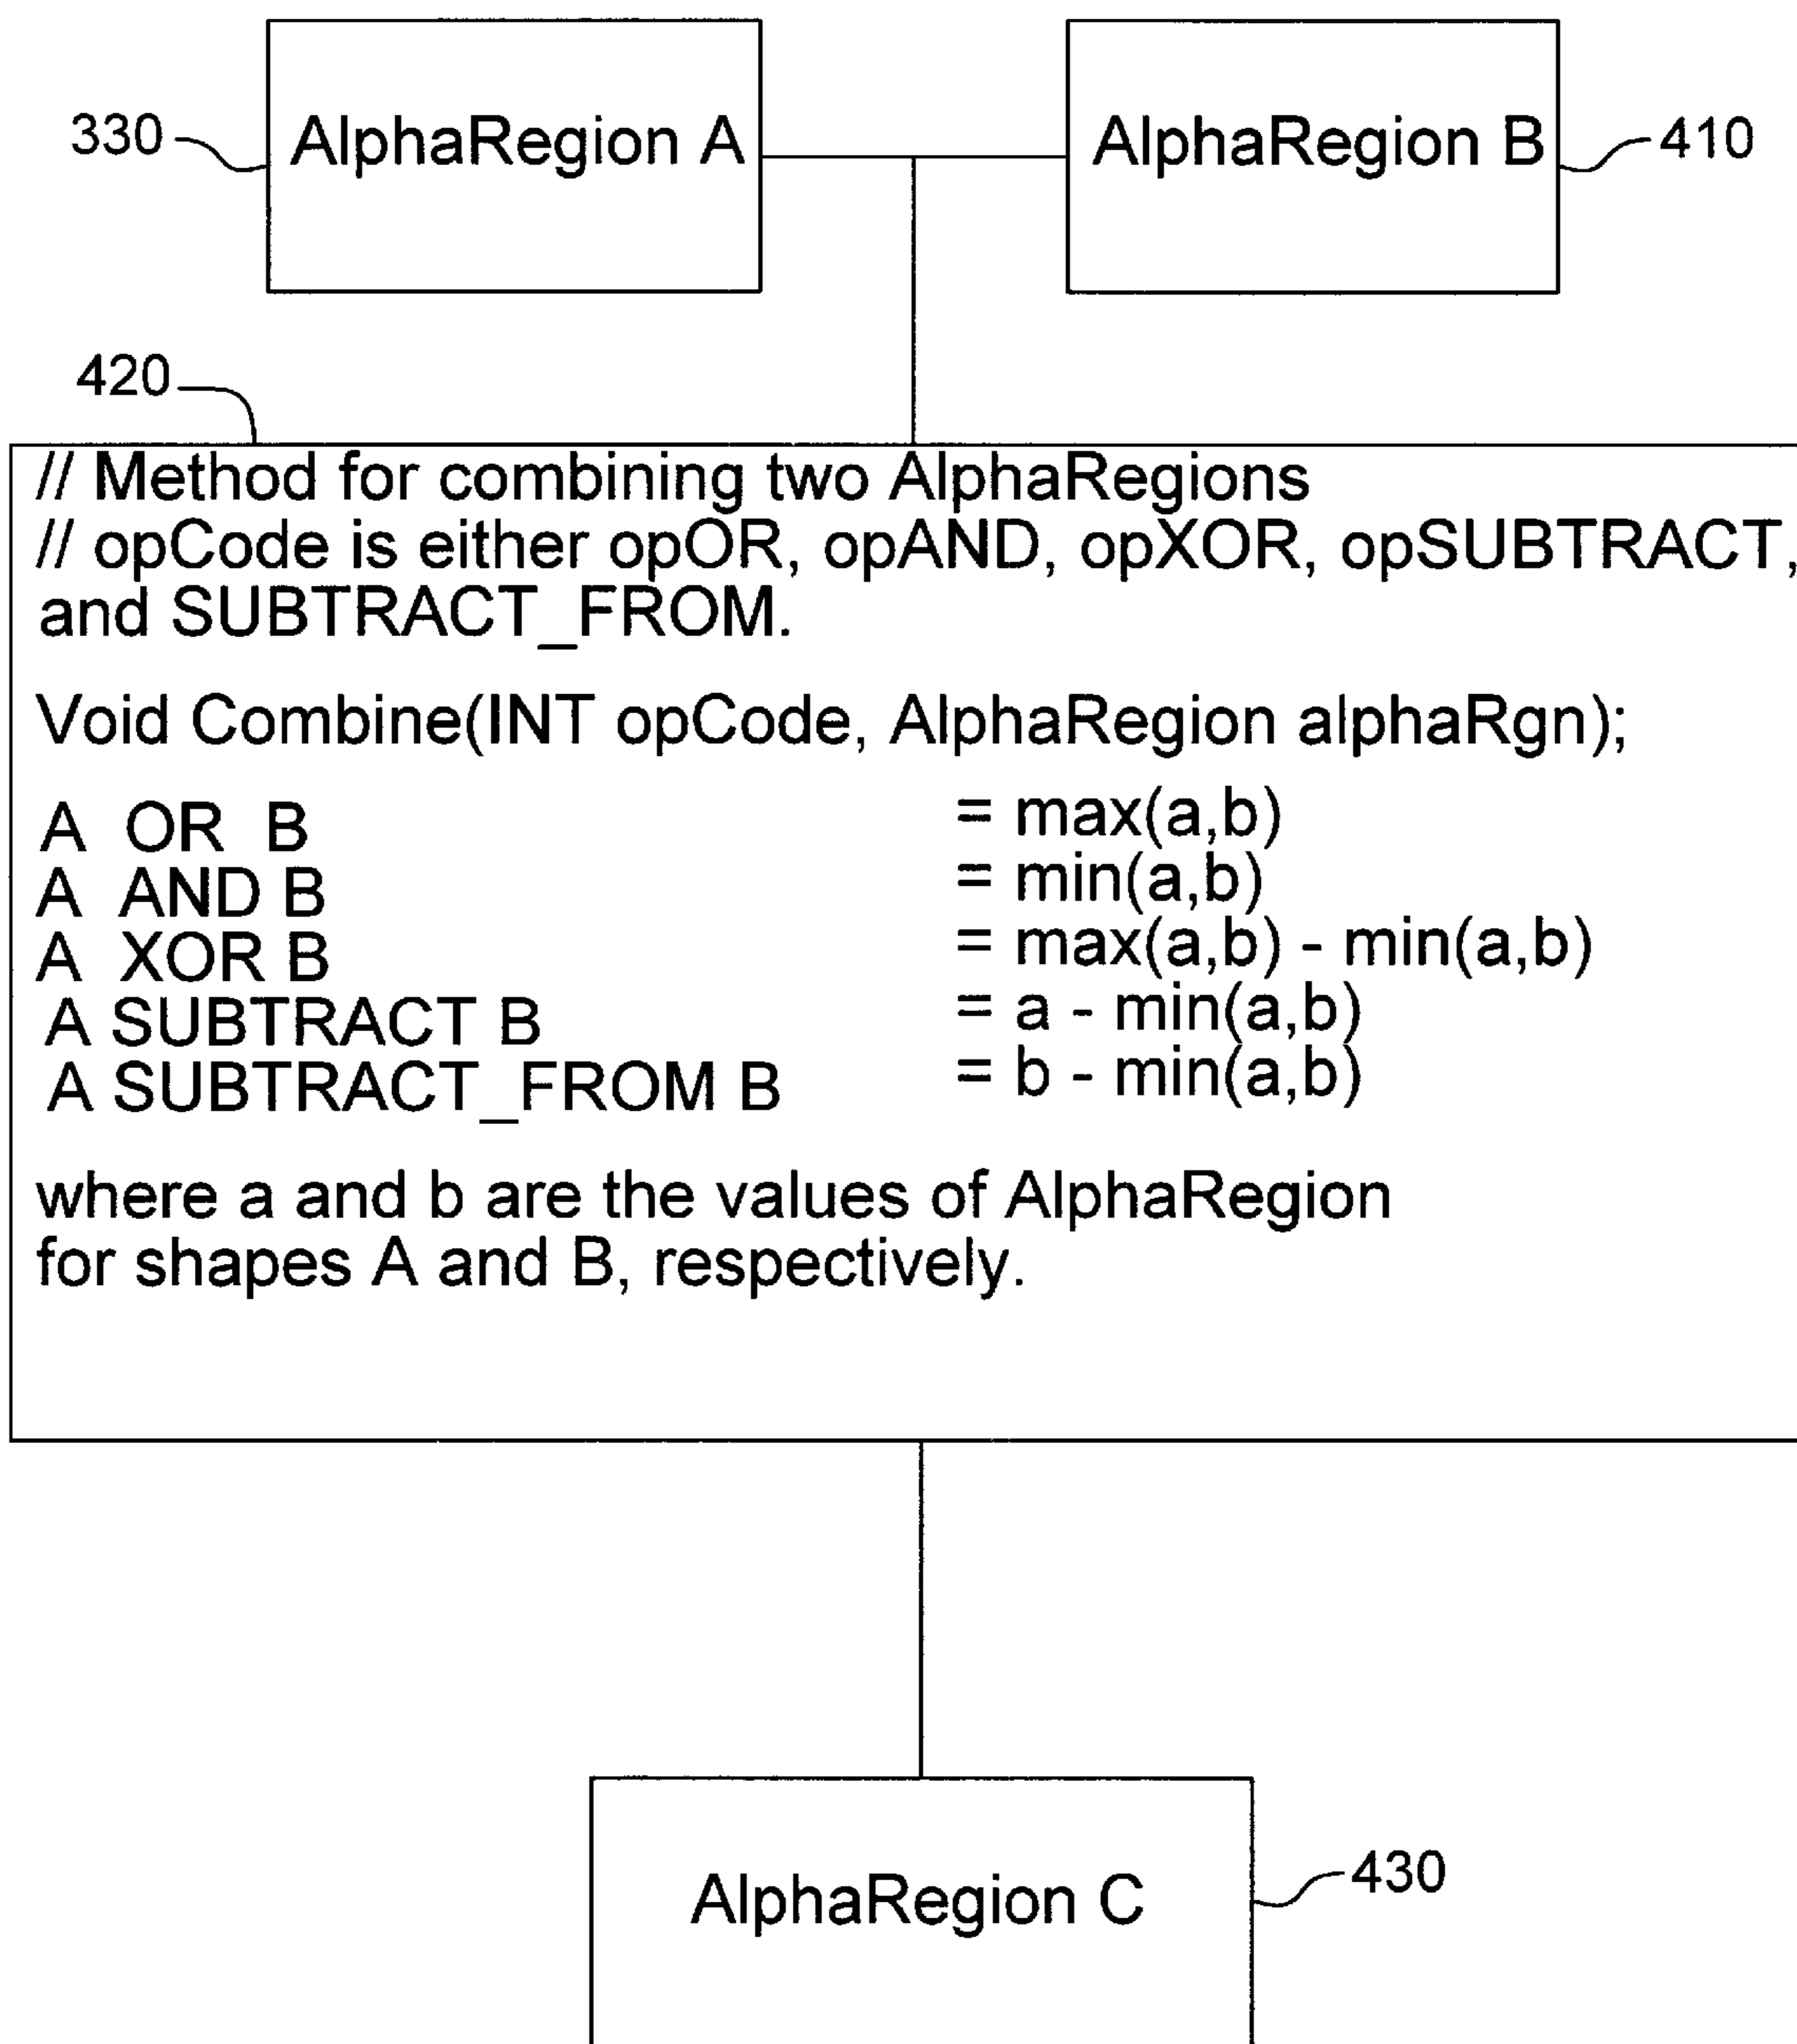 330 AlphaRegion A AlphaRegion B 410
420
// Method for combining two AlphaRegions
// opCode is either opOR, opAND, opXOR, opSUBTRACT,
and SUBTRACT_FROM.
Void Combine(INT opCode, AlphaRegion alphaRgn);
A OR B = max(a,b)
A AND B = min(a,b)
A XOR B = max(a,b) - min(a,b)
A SUBTRACT B = a - min(a,b)
A SUBTRACT_FROM B = b - min(a,b)
where a and b are the values of AlphaRegion
for shapes A and B, respectively.
AlphaRegion C 430